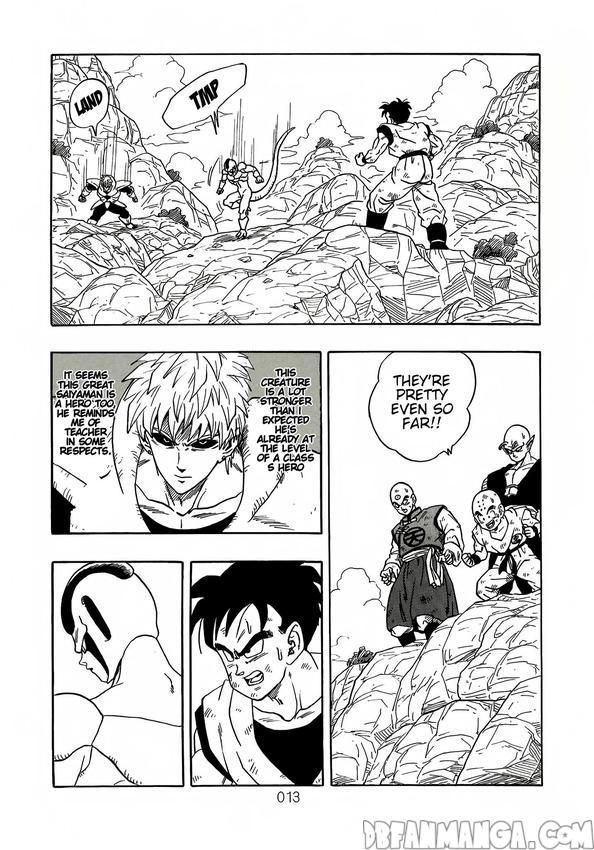 LAND
TMP
IT SEEMS
THIS GREAT
SAIYAMAN IS
A HERO TOO
HE REMINDS
ME OF
TEACHER
IN SOME
RESPECTS.
THIS
CREATURE
IS A LOT
STRONGER
THAN I
EXPECTED
HE'S
ALREADY AT
THE LEVEL
OF A CLASS
S HERO
THEY'RE
PRETTY
EVEN SO
FAR!!
013
DBFANMANGA.COM